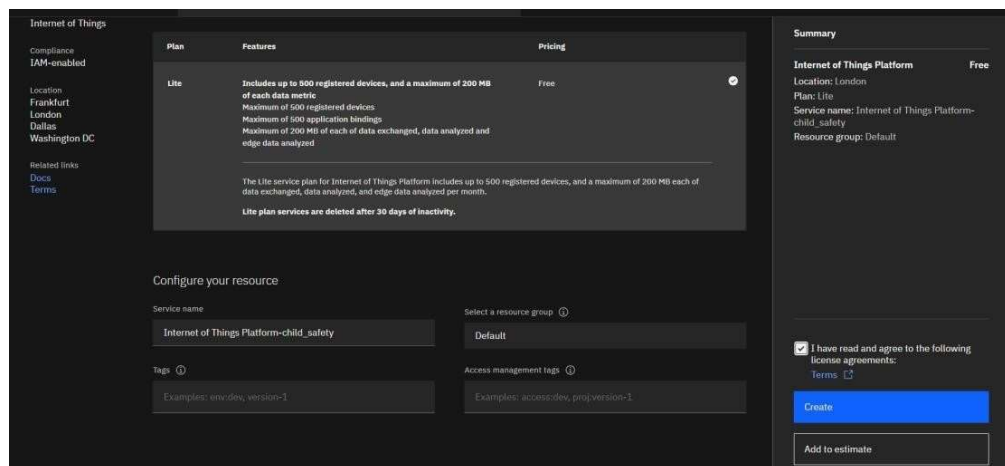 Internet of Things
Compliance
IAM-enabled
Location
Frankfurt
London
Dallas
Washington DC
Related links
Docs
Terms
Plan Features Pricing
Lite Includes up to 500 registered devices, and a maximum of 200 MB Free
of each data metric
Maximum of 500 registered devices
Maximum of 500 application bindings
Maximum of 200 MB of each of data exchanged, data analyzed and
edge data analyzed
The Lite service plan for Internet of Things Platform includes up to 500 registered devices, and a maximum of 200 MB each of
data exchanged, data analyzed, and edge data analyzed per month.
Lite plan services are deleted after 30 days of inactivity.
Configure your resource
Service name
Internet of Things Platform-child_safety
Select a resource group
Default
Tags
Examples: env:dev, version-1
Access management tags
Examples: access:dev, proj:version-1
Summary
Internet of Things Platform Free
Location: London
Plan: Lite
Service name: Internet of Things Platform-
child_safety
Resource group: Default
I have read and agree to the following
license agreements:
Terms
Create
Add to estimate